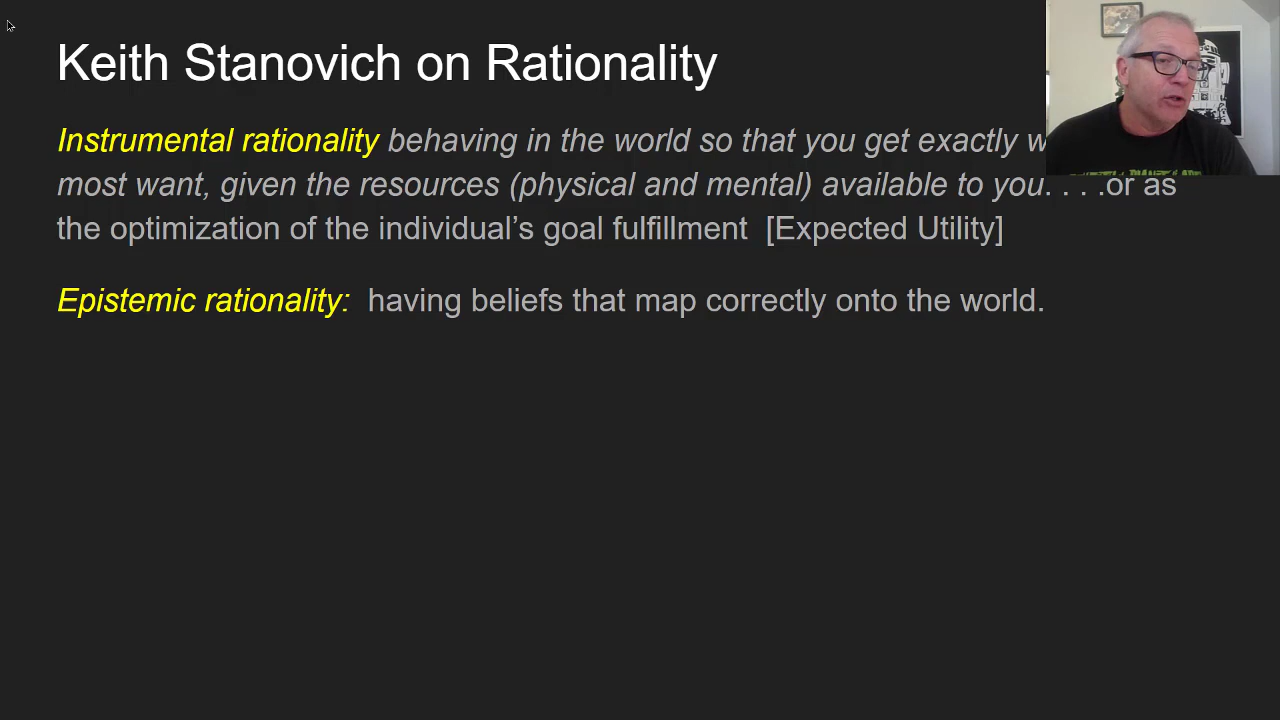 Keith Stanovich on Rationality
Instrumental rationality behaving in the world so that you get exactly
most want, given the resources (physical and mental) available to you. . . .or as
the optimization of the individual’s goal fulfillment [Expected Utility]
Epistemic rationality: having beliefs that map correctly onto the world.